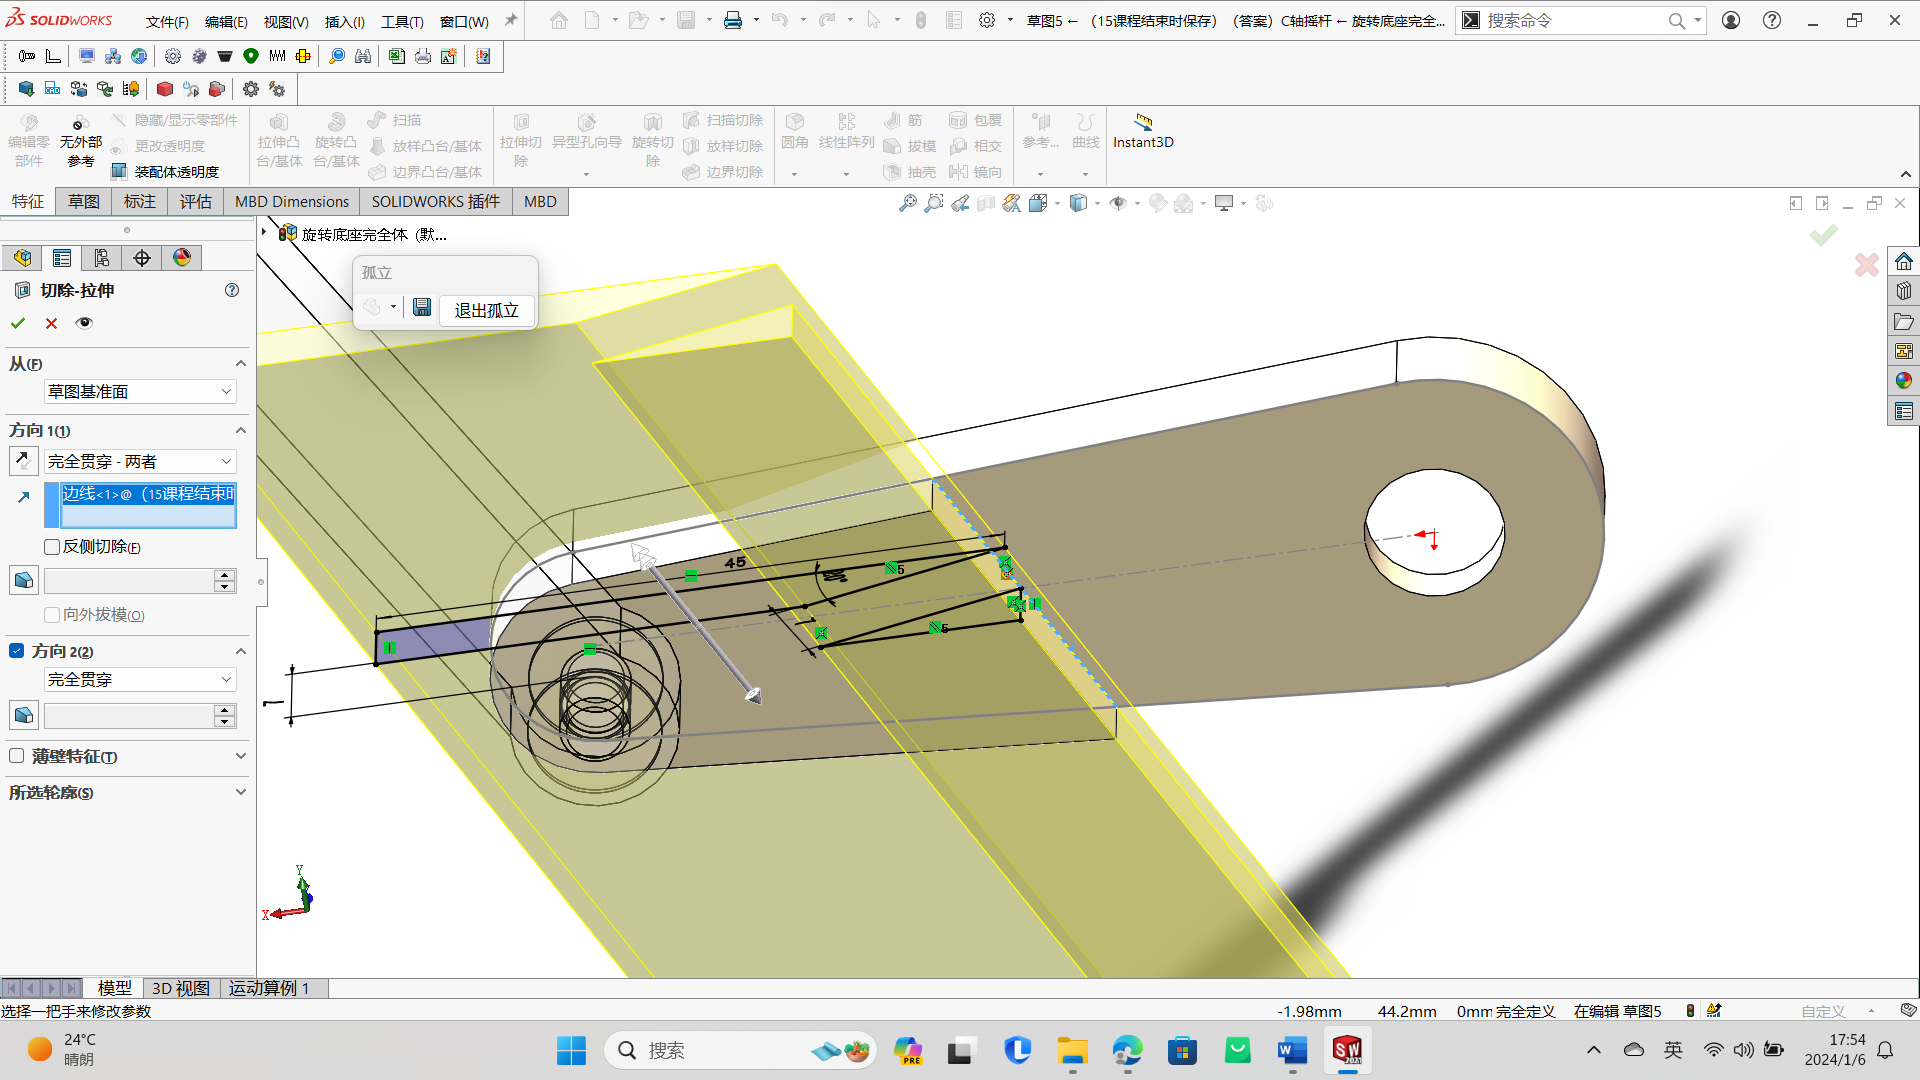 SOLIDWORKS
文件(F)
编辑(E)
视图(V)
插入(I)
工具(T)
窗口(W)
草图5 ← （15课程结束时保存）（答案）C轴摇杆 ← 旋转底座完全...
搜索命令
编辑零部件
无外部参考
隐藏/显示零部件
更改透明度
装配体透明度
拉伸凸台/基体
旋转凸台/基体
扫描
放样凸台/基体
边界凸台/基体
拉伸切除
异型孔向导
旋转切除
扫描切除
放样切除
边界切除
圆角
线性阵列
筋
拔模
抽壳
包覆
相交
镜向
参考...
曲线
Instant3D
特征
草图
标注
评估
MBD Dimensions
SOLIDWORKS 插件
MBD
旋转底座完全体 (默...
孤立
退出孤立
切除-拉伸
从(F)
草图基准面
方向 1(1)
完全贯穿 - 两者
边线<1>@（15课程结束时
反侧切除(F)
向外拔模(O)
方向 2(2)
完全贯穿
薄壁特征(T)
所选轮廓(S)
45
5
5
7
Y
X
模型
3D 视图
运动算例 1
选择一把手来修改参数
-1.98mm
44.2mm
0mm 完全定义
在编辑 草图5
自定义
24°C
晴朗
搜索
PRE
英
17:54
2024/1/6